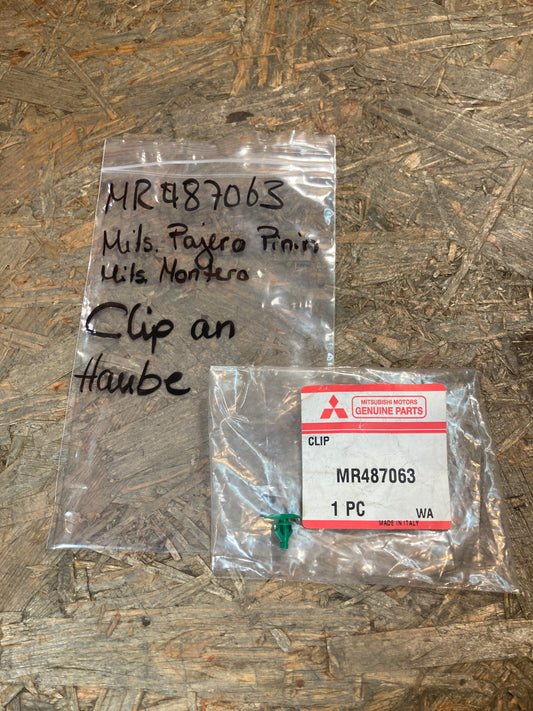 MR487063
Mits. Pajero Pinin
Mits. Montero
Clip an
Haube
MITSUBISHI MOTORS
GENUINE PARTS
CLIP
MR487063
1 PC WA
MADE IN ITALY